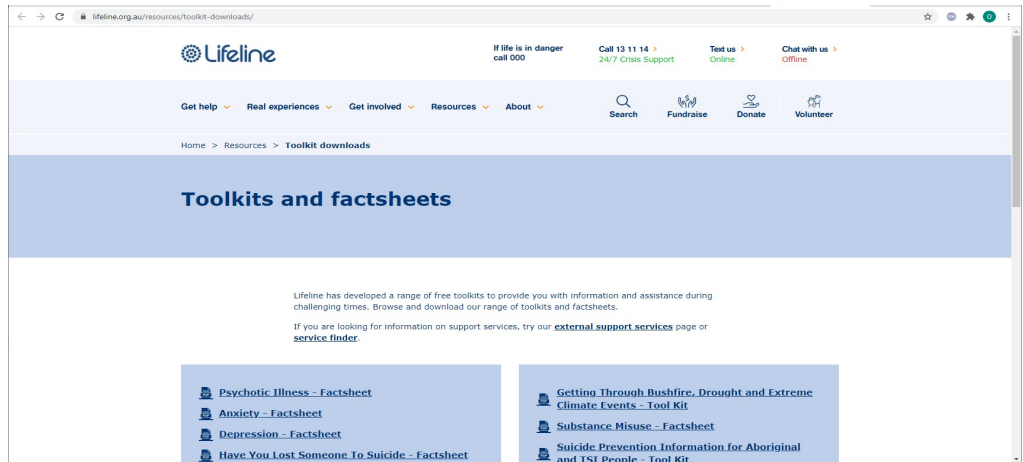 lifeline.org.au/resources/toolkit-downloads/
O
Lifeline
If life is in danger
call 000
Call 13 11 14 >
24/7 Crisis Support
Text us >
Online
Chat with us >
Offline
Get help
Real experiences
Get involved
Resources
About
Search
Fundraise
Donate
Volunteer
Home > Resources > Toolkit downloads
Toolkits and factsheets
Lifeline has developed a range of free toolkits to provide you with information and assistance during
challenging times. Browse and download our range of toolkits and factsheets.
If you are looking for information on support services, try our external support services page or
service finder.
Psychotic Illness - Factsheet
Anxiety - Factsheet
Depression - Factsheet
Have You Lost Someone To Suicide - Factsheet
Getting Through Bushfire, Drought and Extreme
Climate Events - Tool Kit
Substance Misuse - Factsheet
Suicide Prevention Information for Aboriginal
and TSI People - Tool Kit